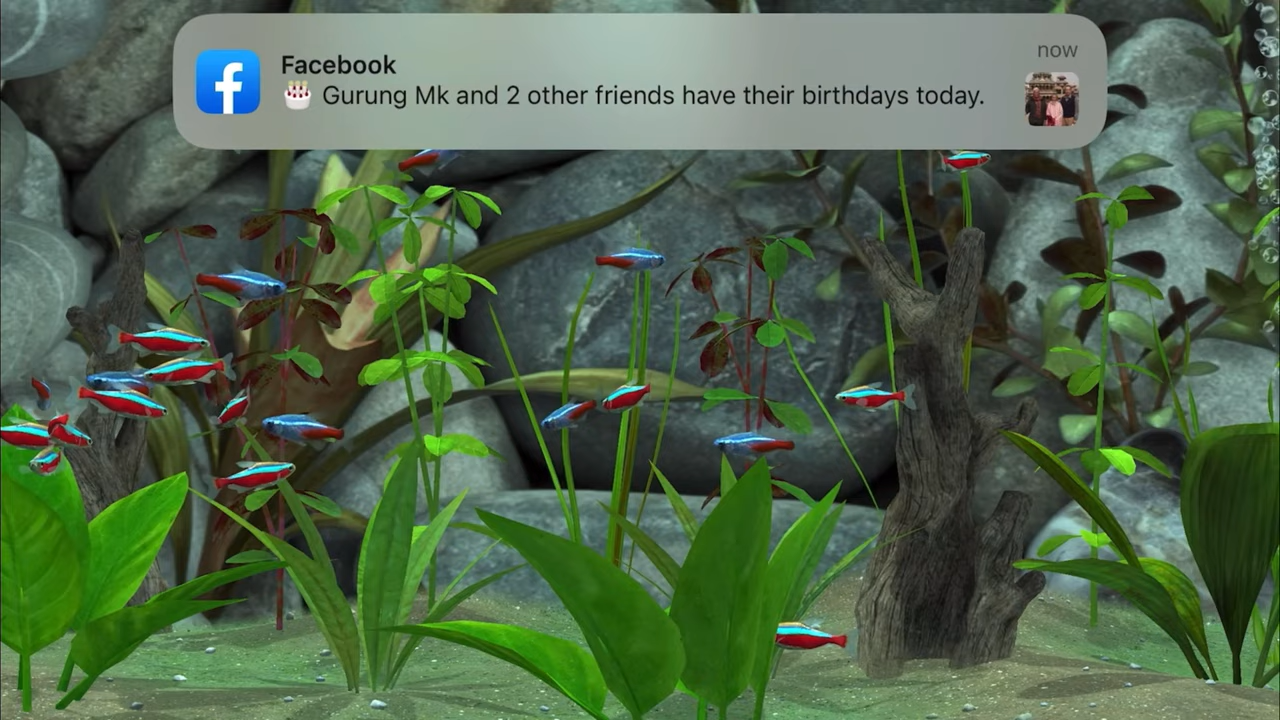 Facebook
now
🎂 Gurung Mk and 2 other friends have their birthdays today.